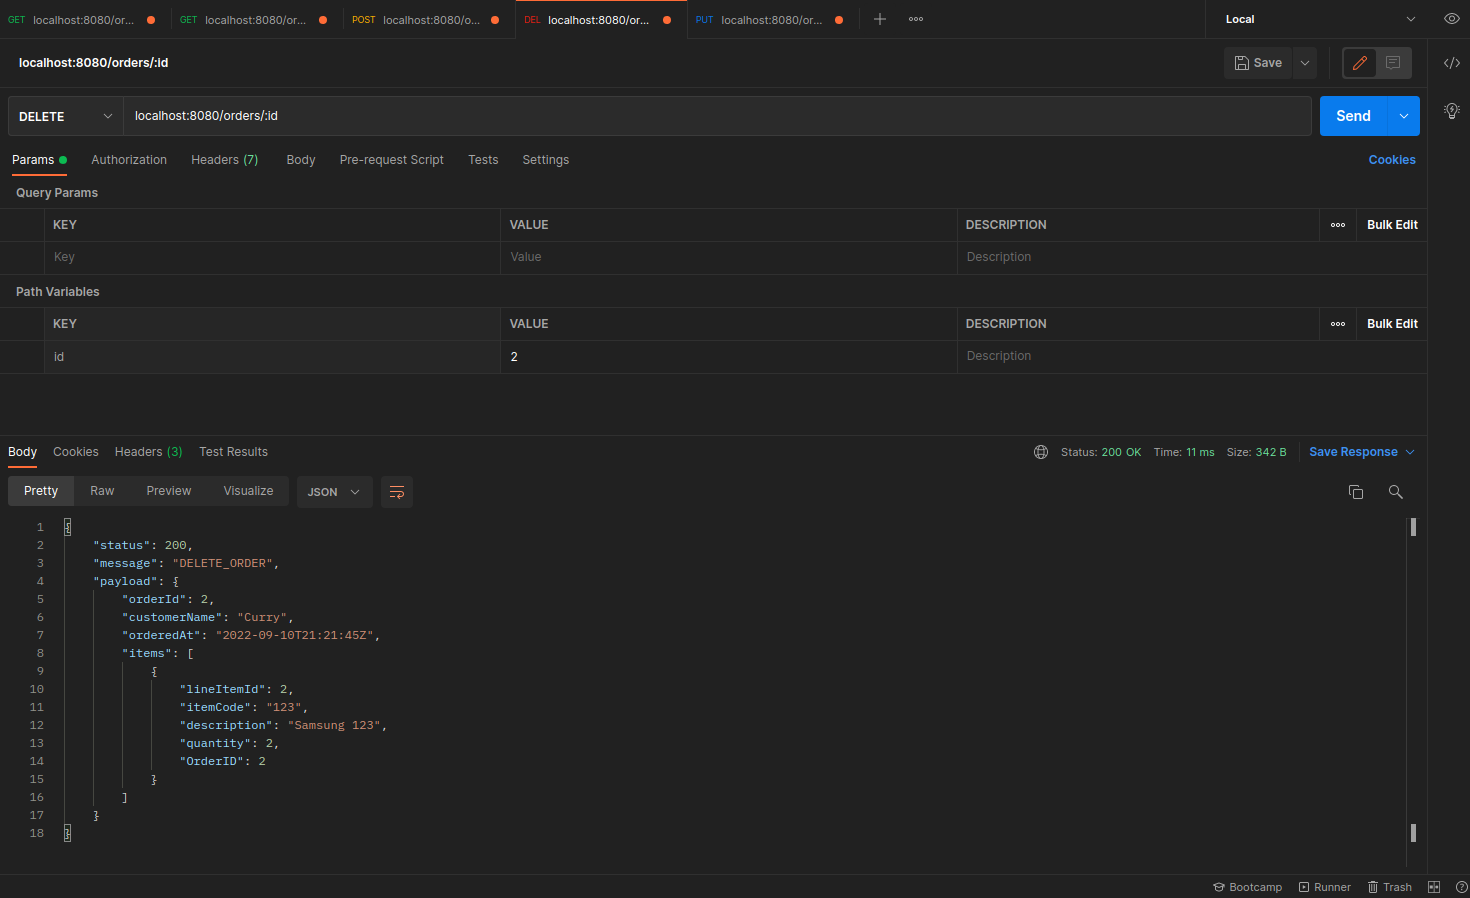 GET localhost:8080/or... GET localhost:8080/or... POST localhost:8080/o... DEL localhost:8080/or... PUT localhost:8080/or... Local
localhost:8080/orders/:id Save
DELETE localhost:8080/orders/:id Send
Params Authorization Headers (7) Body Pre-request Script Tests Settings Cookies
Query Params
KEY VALUE DESCRIPTION Bulk Edit
Key Value Description
Path Variables
KEY VALUE DESCRIPTION Bulk Edit
id 2 Description
Body Cookies Headers (3) Test Results Status: 200 OK Time: 11 ms Size: 342 B Save Response
Pretty Raw Preview Visualize JSON
1 {
2 "status": 200,
3 "message": "DELETE_ORDER",
4 "payload": {
5 "orderId": 2,
6 "customerName": "Curry",
7 "orderedAt": "2022-09-10T21:21:45Z",
8 "items": [
9 {
10 "lineItemId": 2,
11 "itemCode": "123",
12 "description": "Samsung 123",
13 "quantity": 2,
14 "OrderID": 2
15 }
16 ]
17 }
18 }
Bootcamp Runner Trash